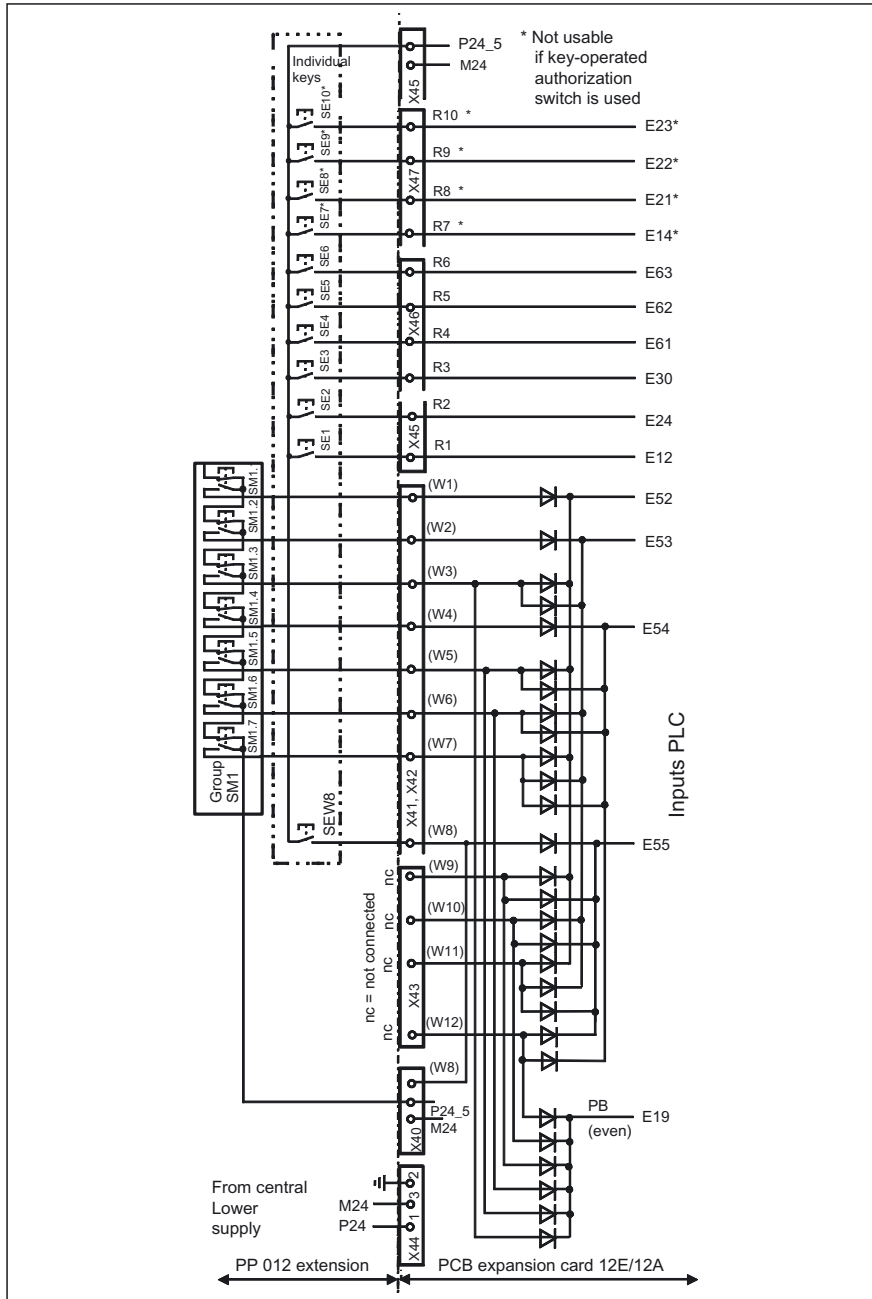 P24_5
M24
* Not usable
if key-operated
authorization
switch is used
Individual
keys
X45
SE10*
R10 *
E23*
SE9*
R9 *
E22*
X47
SE8*
R8 *
E21*
SE7*
R7 *
E14*
SE6
R6
E63
SE5
R5
E62
X46
SE4
R4
E61
SE3
R3
E30
SE2
R2
E24
X45
SE1
R1
E12
SM1.
(W1)
E52
SM1.2
(W2)
E53
SM1.3
(W3)
SM1.4
(W4)
E54
SM1.5
(W5)
SM1.6
(W6)
SM1.7
(W7)
Group
SM1
X41, X42
Inputs PLC
SEW8
(W8)
E55
nc
(W9)
nc
(W10)
nc
(W11)
nc = not connected
X43
nc
(W12)
(W8)
P24_5
M24
X40
PB
(even)
E19
From central
Lower
supply
M24
P24
2
3
1
X44
PP 012 extension
PCB expansion card 12E/12A